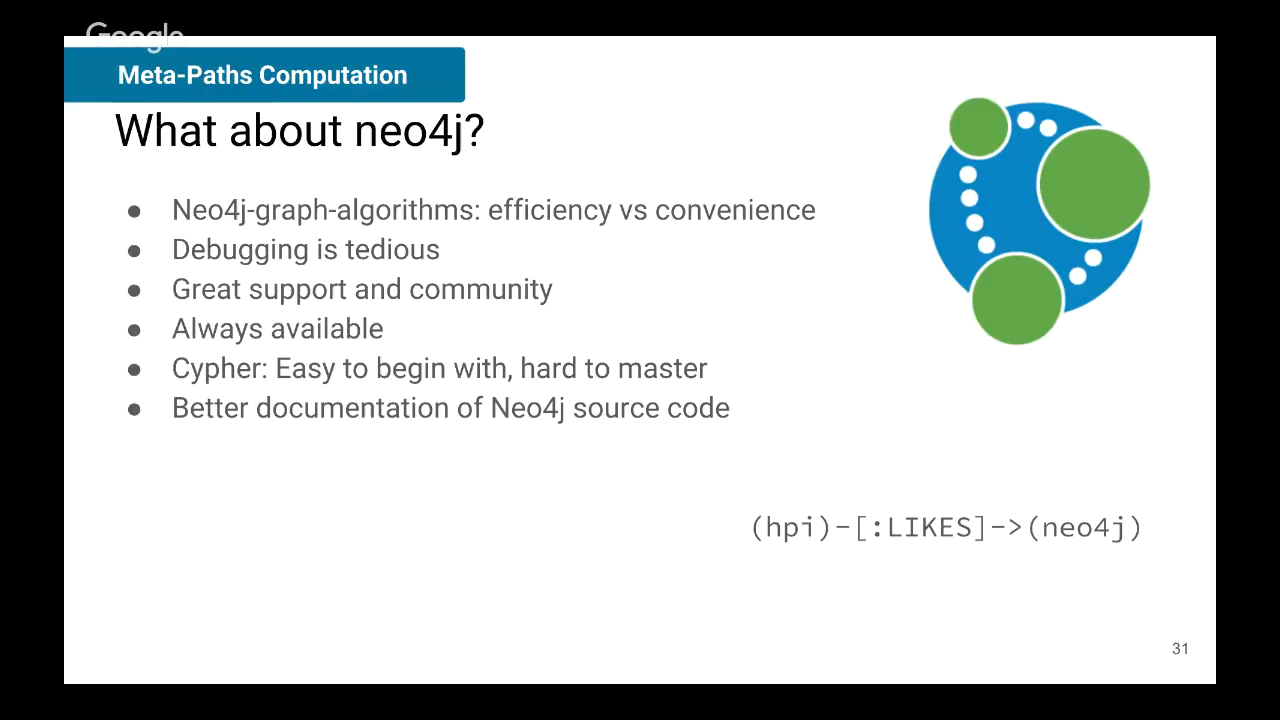 Google
Meta-Paths Computation
What about neo4j?
● Neo4j-graph-algorithms: efficiency vs convenience
● Debugging is tedious
● Great support and community
● Always available
● Cypher: Easy to begin with, hard to master
● Better documentation of Neo4j source code
(hpi)-[:LIKES]->(neo4j)
31